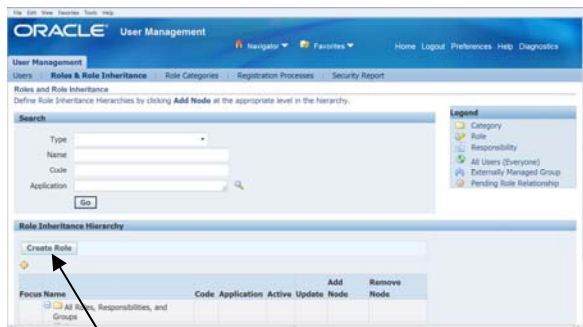 File Edit View Favorites Tools Help
ORACLE User Management
Navigator Favorites Home Logout Preferences Help Diagnostics
User Management
Users Roles & Role Inheritance Role Categories Registration Processes Security Report
Roles and Role Inheritance
Define Role Inheritance Hierarchies by clicking Add Node at the appropriate level in the hierarchy.
Search
Type
Name
Code
Application
Go
Legend
Category
Role
Responsibility
All Users (Everyone)
Externally Managed Group
Pending Role Relationship
Role Inheritance Hierarchy
Create Role
Focus Name Code Application Active Update Add Node Remove Node
All Roles, Responsibilities, and
Groups